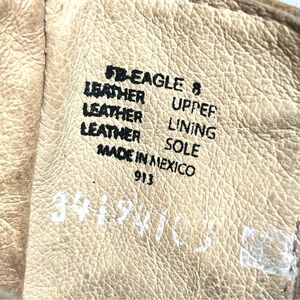 FB-EAGLE 8
LEATHER UPPER
LEATHER LINING
LEATHER SOLE
MADE IN MEXICO
913